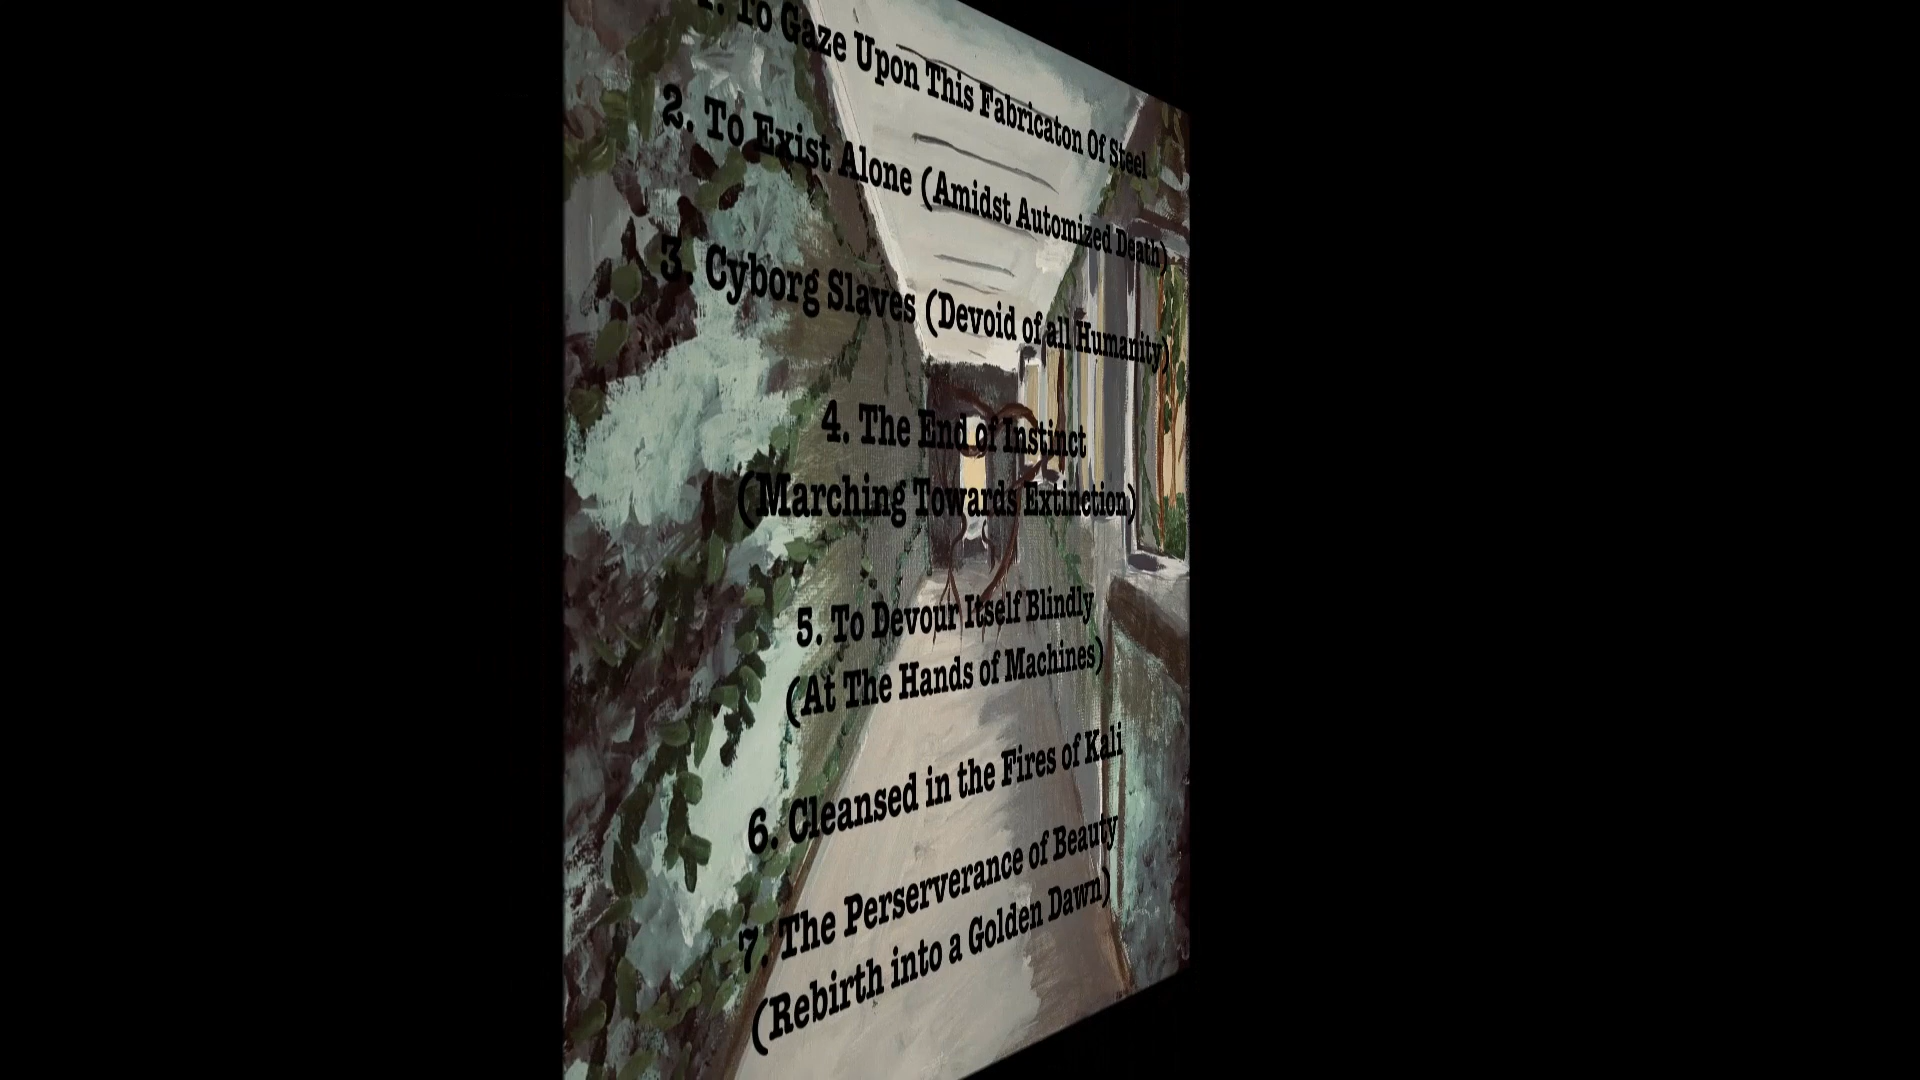 1. To Gaze Upon This Fabricaton Of Steel
2. To Exist Alone (Amidst Automized Death)
3. Cyborg Slaves (Devoid of all Humanity)
4. The End of Instinct
(Marching Towards Extinction)
5. To Devour Itself Blindly
(At The Hands of Machines)
6. Cleansed in the Fires of Kali
7. The Perserverance of Beauty
(Rebirth into a Golden Dawn)